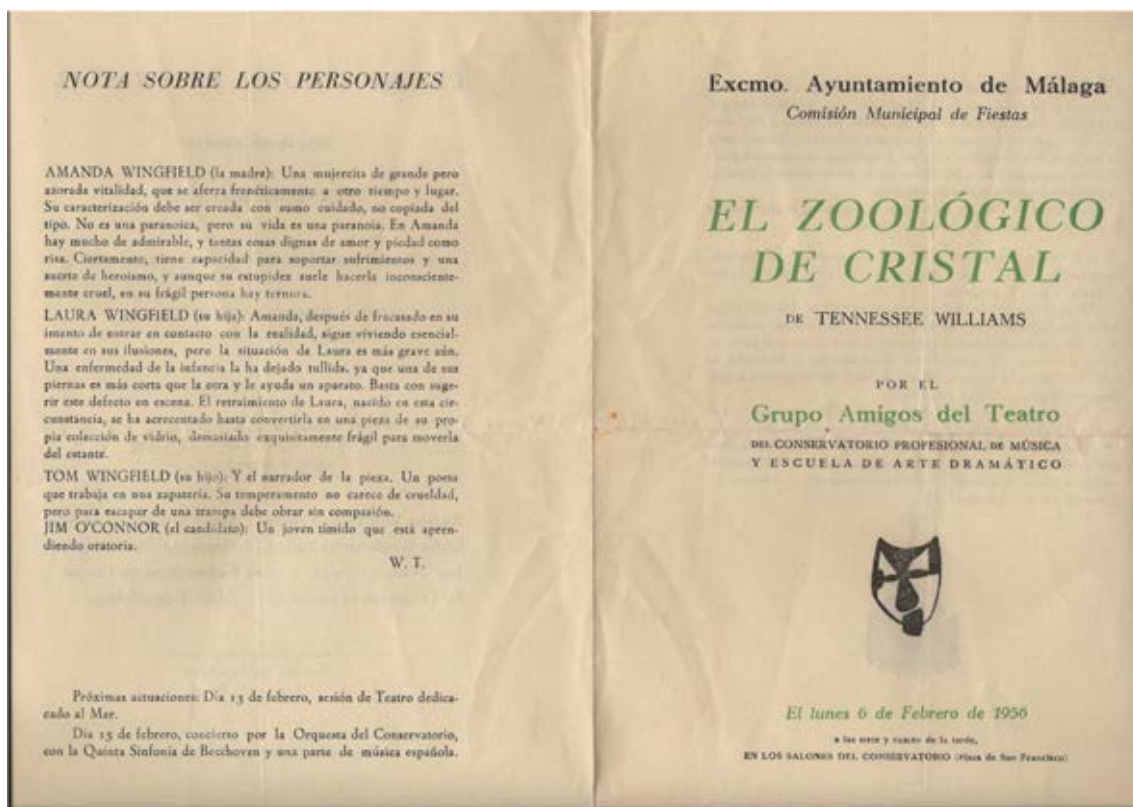 NOTA SOBRE LOS PERSONAJES
AMANDA WINGFIELD (la madre): Una mujercita de grande pero
azorada vitalidad, que se aferra frenéticamente a otro tiempo y lugar.
Su caracterización debe ser creada con sumo cuidado, no copiada del
tipo. No es una paranoica, pero su vida es una paranoia. En Amanda
hay mucho de admirable, y tantas cosas dignas de amor y piedad como
risa. Ciertamente, tiene capacidad para soportar sufrimientos y una
suerte de heroismo, y aunque su estupidez suele hacerla inconsciente-
mente cruel, en su frágil persona hay ternura.
LAURA WINGFIELD (su hija): Amanda, después de fracasado en su
intento de entrar en contacto con la realidad, sigue viviendo esencial-
mente en sus ilusiones, pero la situación de Laura es más grave aún.
Una enfermedad de la infancia la ha dejado tullida, ya que una de sus
piernas es más corta que la otra y le ayuda un aparato. Basta con suge-
rir este defecto en escena. El retraimiento de Laura, nacido en esta cir-
cunstancia, se ha acrecentado hasta convertirla en una pieza de su pro-
pia colección de vidrio, demasiado exquisitamente frágil para moverla
del estante.
TOM WINGFIELD (su hijo): Y el narrador de la pieza. Un poeta
que trabaja en una zapatería. Su temperamento no carece de crueldad,
pero para escapar de una trampa debe obrar sin compasión.
JIM O'CONNOR (el candidato): Un joven tímido que está apren-
diendo oratoria.
W. T.
Próximas actuaciones: Día 13 de febrero, sesión de Teatro dedica-
cado al Mar.
Día 15 de febrero, concierto por la Orquesta del Conservatorio,
con la Quinta Sinfonía de Beethoven y una parte de música española.
Excmo. Ayuntamiento de Málaga
Comisión Municipal de Fiestas
EL ZOOLÓGICO
DE CRISTAL
DE TENNESSEE WILLIAMS
POR EL
Grupo Amigos del Teatro
DEL CONSERVATORIO PROFESIONAL DE MÚSICA
Y ESCUELA DE ARTE DRAMÁTICO
El lunes 6 de Febrero de 1956
a las siete y cuarto de la tarde,
EN LOS SALONES DEL CONSERVATORIO (Plaza de San Francisco)